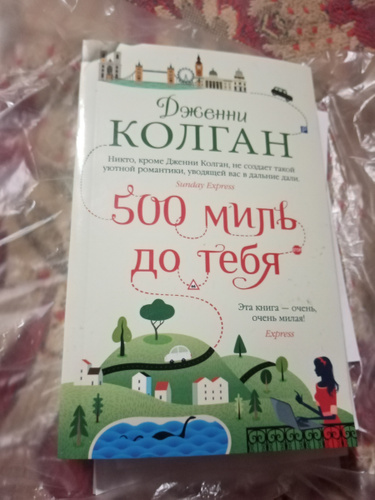 Дженни
КОЛГАН
Никто, кроме Дженни Колган, не создает такой
уютной романтики, уводящей вас в дальние дали.
Sunday Express
500 миль
до тебя
Эта книга — очень,
очень милая!
Express